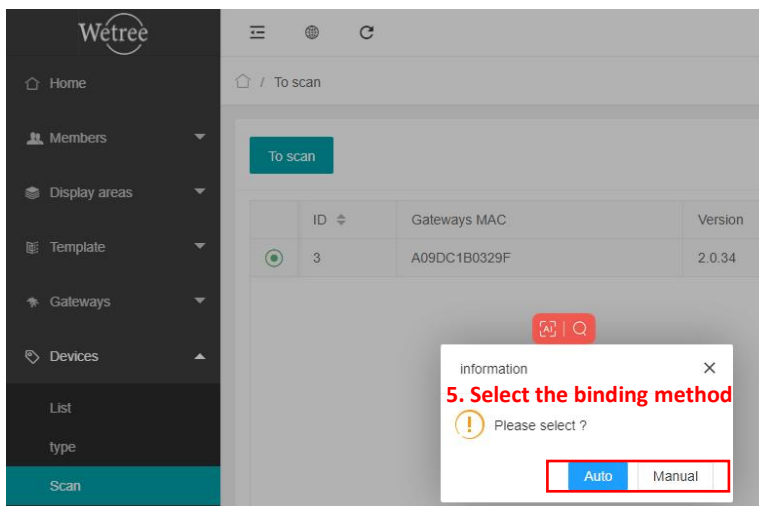 Wetree
Home
/ To scan
Members
To scan
Display areas
ID Gateways MAC Version
Template
3 A09DC1B0329F 2.0.34
Gateways
AI
Devices
information
5. Select the binding method
List
Please select ?
type
Auto Manual
Scan